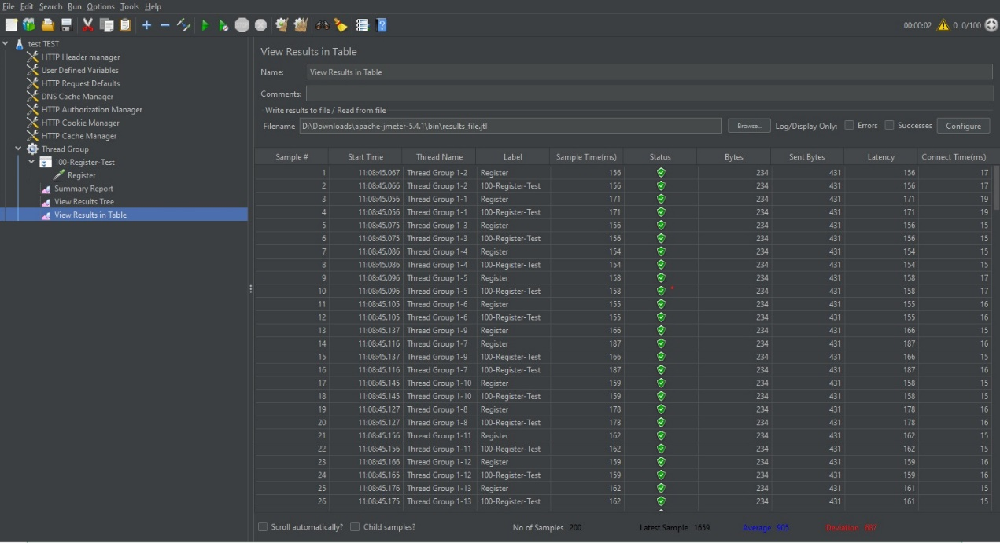 File Edit Search Run Options Tools Help
00:00:02 0 0/100
test TEST
HTTP Header manager
User Defined Variables
HTTP Request Defaults
DNS Cache Manager
HTTP Authorization Manager
HTTP Cookie Manager
HTTP Cache Manager
Thread Group
100-Register-Test
Register
Summary Report
View Results Tree
View Results in Table
View Results in Table
Name: View Results in Table
Comments:
Write results to file / Read from file
Filename D:\Downloads\apache-jmeter-5.4.1\bin\results_file.jtl Browse... Log/Display Only: Errors Successes Configure
Sample # Start Time Thread Name Label Sample Time(ms) Status Bytes Sent Bytes Latency Connect Time(ms)
1 11:08:45.067 Thread Group 1-2 Register 156 234 431 156 17
2 11:08:45.066 Thread Group 1-2 100-Register-Test 156 234 431 156 17
3 11:08:45.056 Thread Group 1-1 Register 171 234 431 171 19
4 11:08:45.056 Thread Group 1-1 100-Register-Test 171 234 431 171 19
5 11:08:45.075 Thread Group 1-3 Register 156 234 431 156 15
6 11:08:45.075 Thread Group 1-3 100-Register-Test 156 234 431 156 15
7 11:08:45.086 Thread Group 1-4 Register 154 234 431 154 15
8 11:08:45.086 Thread Group 1-4 100-Register-Test 154 234 431 154 15
9 11:08:45.096 Thread Group 1-5 Register 158 234 431 158 17
10 11:08:45.096 Thread Group 1-5 100-Register-Test 158 234 431 158 17
11 11:08:45.105 Thread Group 1-6 Register 155 234 431 155 16
12 11:08:45.105 Thread Group 1-6 100-Register-Test 155 234 431 155 16
13 11:08:45.137 Thread Group 1-9 Register 166 234 431 166 15
14 11:08:45.116 Thread Group 1-7 Register 187 234 431 187 16
15 11:08:45.137 Thread Group 1-9 100-Register-Test 166 234 431 166 15
16 11:08:45.116 Thread Group 1-7 100-Register-Test 187 234 431 187 16
17 11:08:45.145 Thread Group 1-10 Register 159 234 431 158 15
18 11:08:45.145 Thread Group 1-10 100-Register-Test 159 234 431 158 15
19 11:08:45.127 Thread Group 1-8 Register 178 234 431 178 16
20 11:08:45.127 Thread Group 1-8 100-Register-Test 178 234 431 178 16
21 11:08:45.156 Thread Group 1-11 Register 162 234 431 162 15
22 11:08:45.156 Thread Group 1-11 100-Register-Test 162 234 431 162 15
23 11:08:45.166 Thread Group 1-12 Register 159 234 431 159 16
24 11:08:45.165 Thread Group 1-12 100-Register-Test 159 234 431 159 16
25 11:08:45.176 Thread Group 1-13 Register 162 234 431 161 15
26 11:08:45.175 Thread Group 1-13 100-Register-Test 162 234 431 161 15
Scroll automatically? Child samples? No of Samples 200 Latest Sample 1659 Average 905 Deviation 687